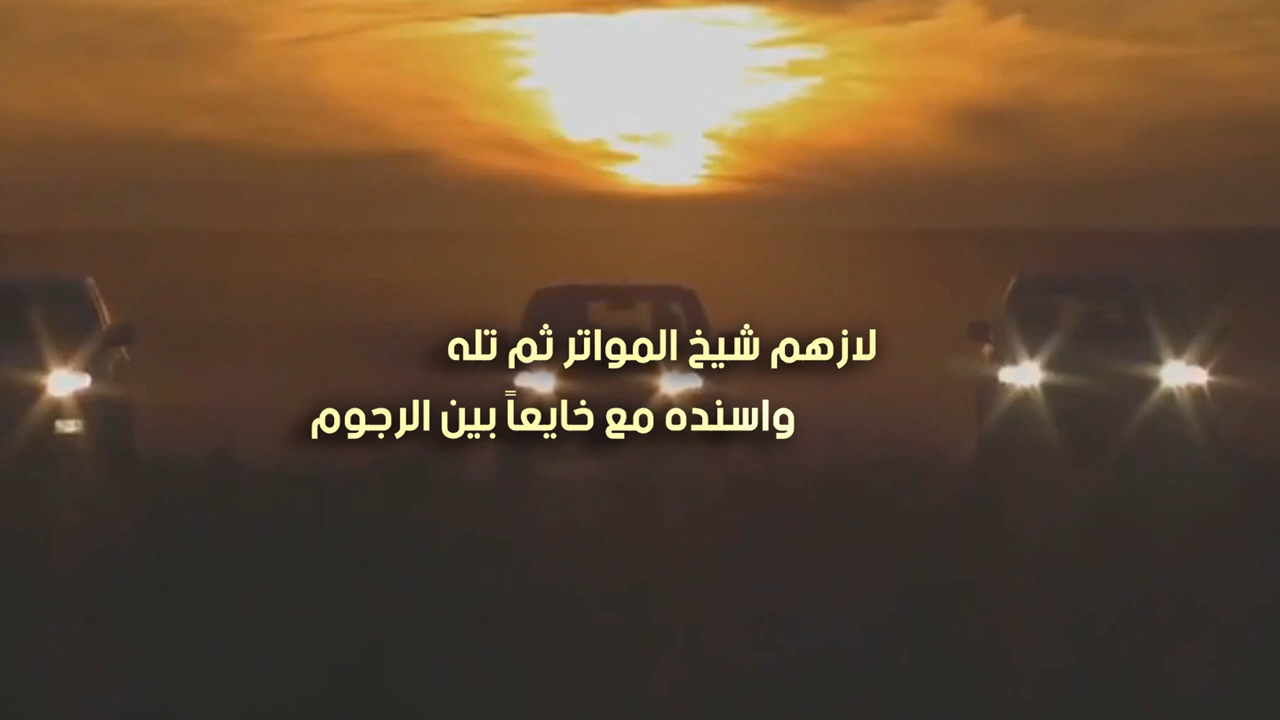 لازهم شيخ المواتر ثم تله
واسنده مع خايعاً بين الرجوم